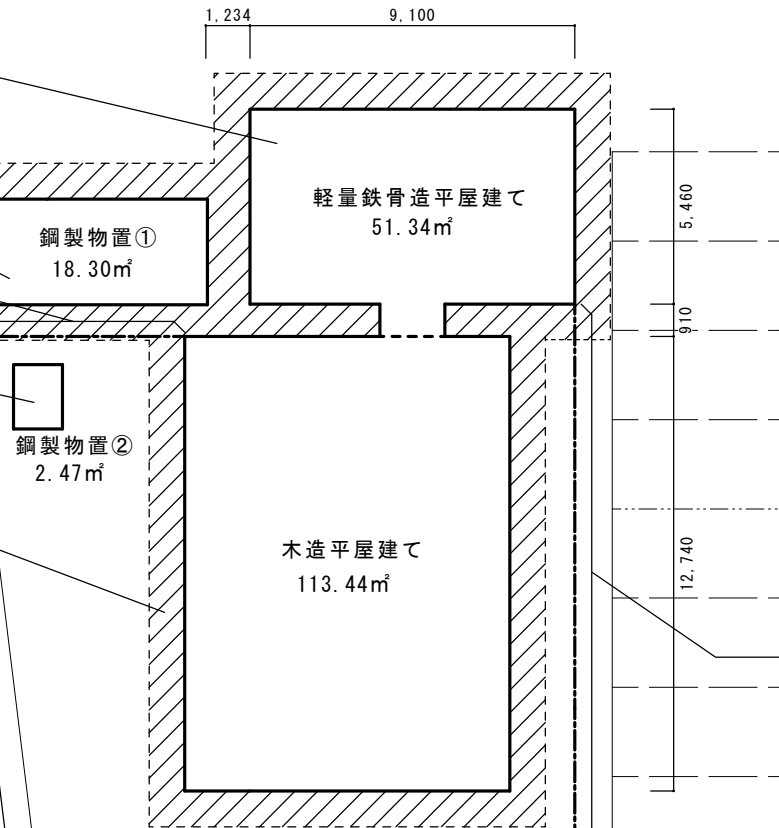 1,234
9,100
軽量鉄骨造平屋建て
51.34㎡
5,460
鋼製物置①
18.30㎡
910
鋼製物置②
2.47㎡
木造平屋建て
113.44㎡
12,740